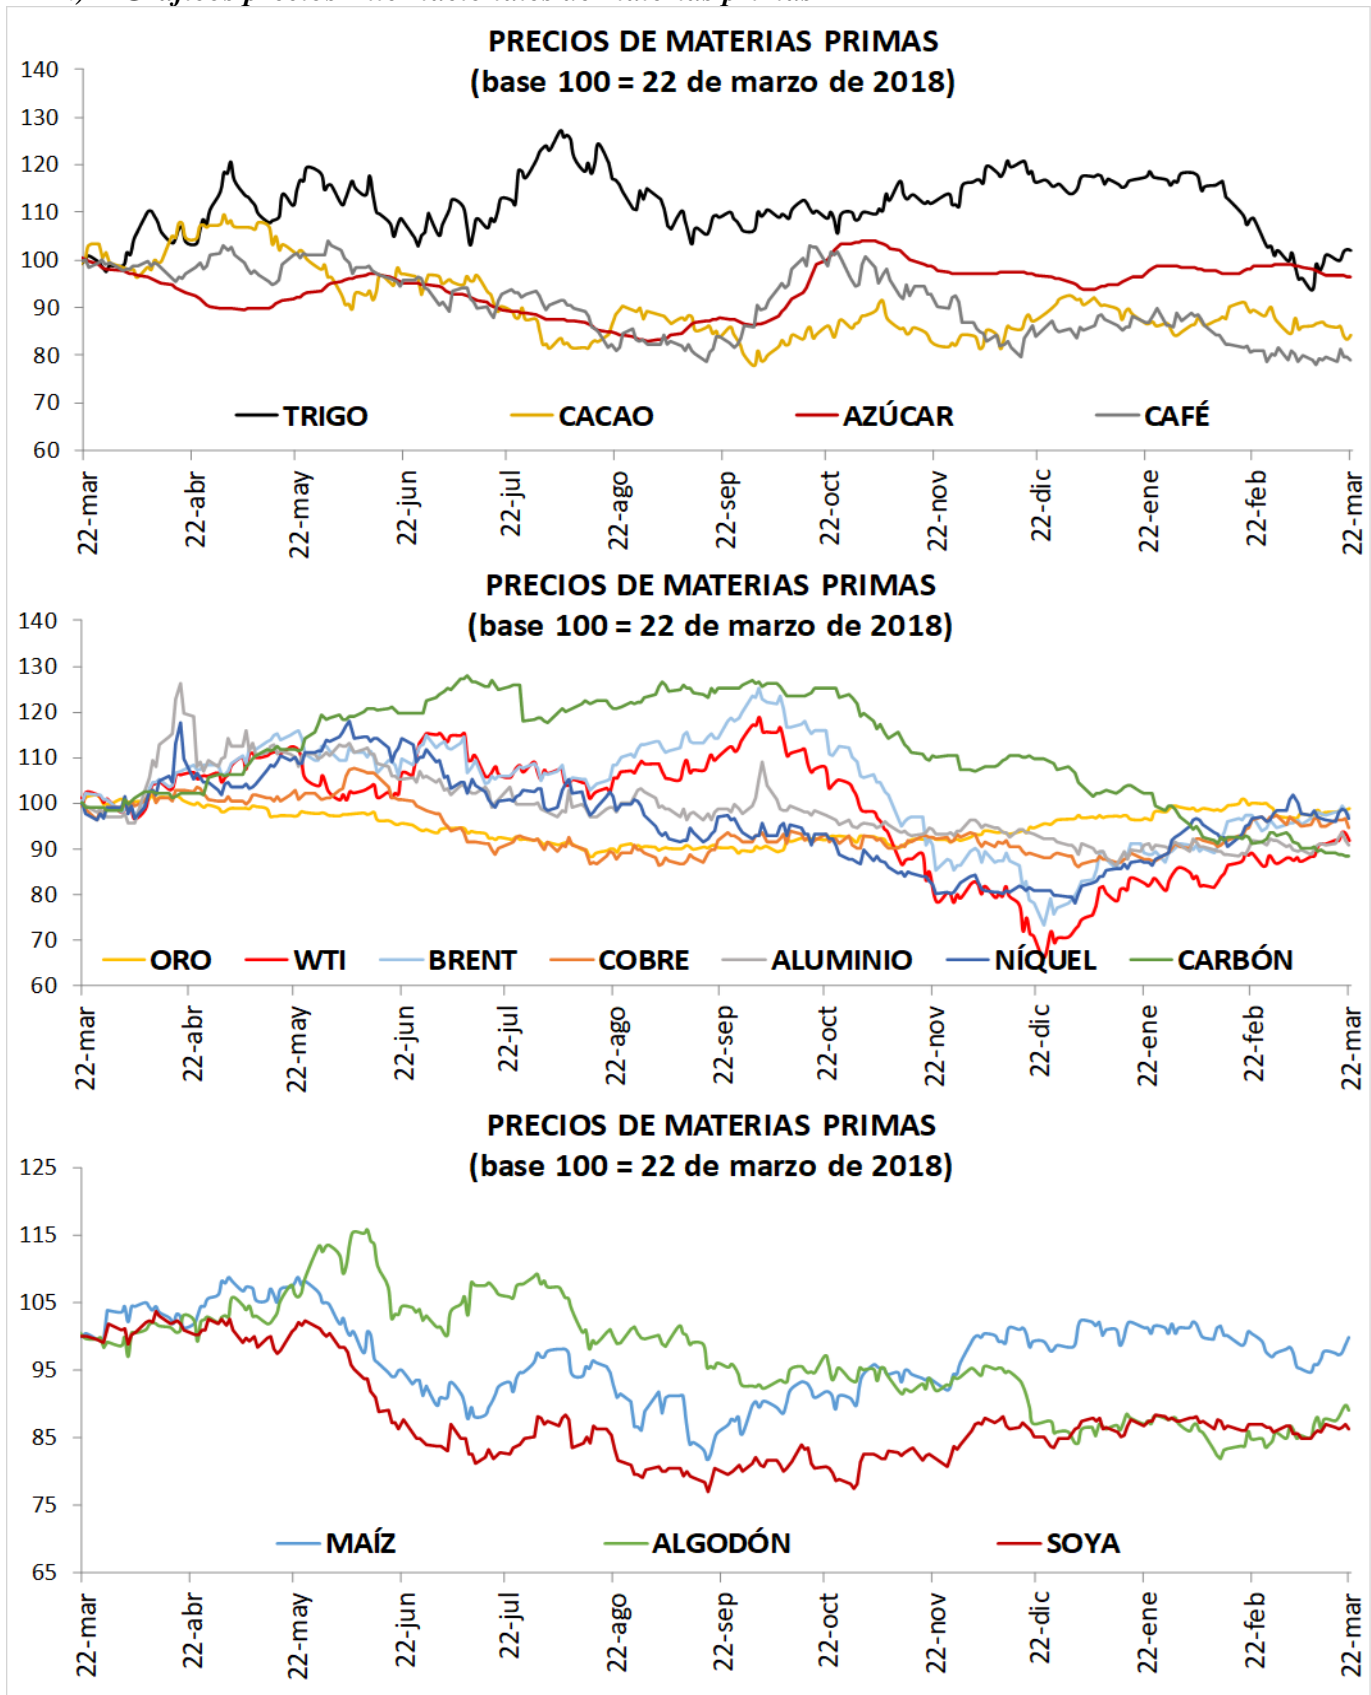 Gráficos precios internacionales de materias primas
PRECIOS DE MATERIAS PRIMAS
(base 100 = 22 de marzo de 2018)
140
130
120
110
100
90
80
70
60
TRIGO CACAO AZÚCAR CAFÉ
22-mar 22-abr 22-may 22-jun 22-jul 22-ago 22-sep 22-oct 22-nov 22-dic 22-ene 22-feb 22-mar
PRECIOS DE MATERIAS PRIMAS
(base 100 = 22 de marzo de 2018)
140
130
120
110
100
90
80
70
60
ORO WTI BRENT COBRE ALUMINIO NÍQUEL CARBÓN
22-mar 22-abr 22-may 22-jun 22-jul 22-ago 22-sep 22-oct 22-nov 22-dic 22-ene 22-feb 22-mar
PRECIOS DE MATERIAS PRIMAS
(base 100 = 22 de marzo de 2018)
125
115
105
95
85
75
65
MAÍZ ALGODÓN SOYA
22-mar 22-abr 22-may 22-jun 22-jul 22-ago 22-sep 22-oct 22-nov 22-dic 22-ene 22-feb 22-mar